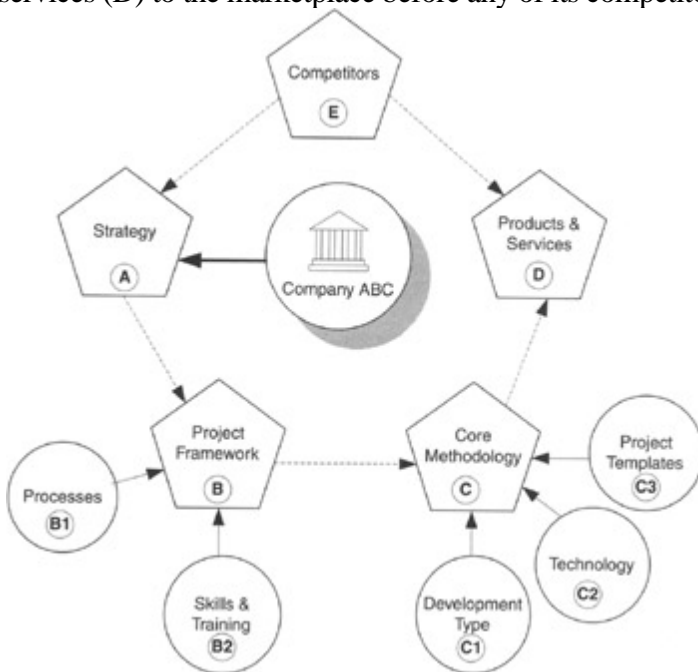 services (D) to the marketplace before any of its competito
Competitors
E
Strategy
A
Company ABC
Products &
Services
D
Project
Framework
B
Core
Methodology
C
Project
Templates
C3
Processes
B1
Technology
C2
Skills &
Training
B2
Development
Type
C1